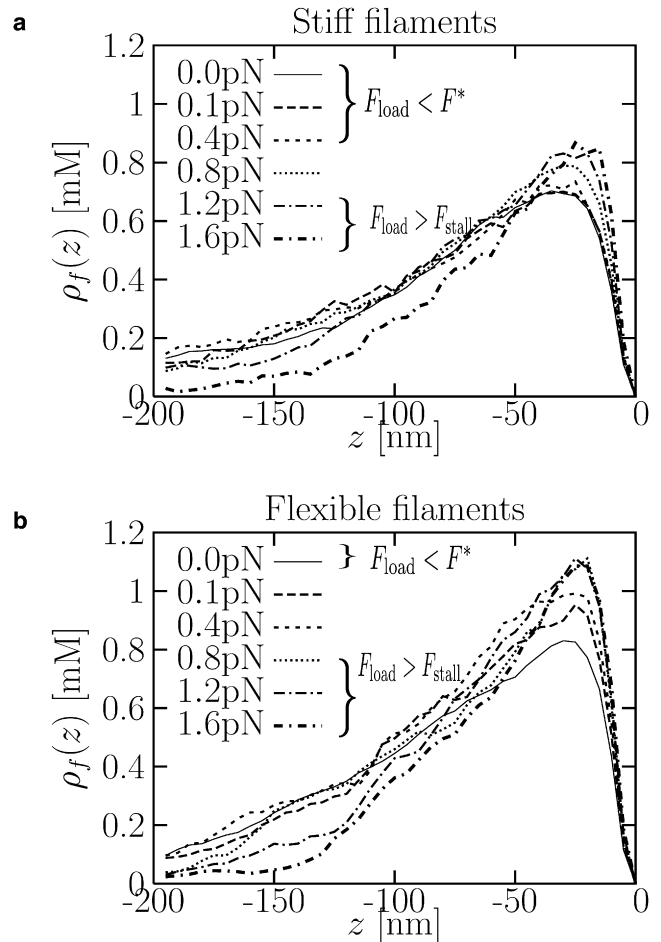 a
Stiff filaments
1.2
1
0.8
0.6
0.4
0.2
0
0.0pN
0.1pN
0.4pN
0.8pN
1.2pN
1.6pN
F_load < F*
F_load > F_stall
ρ_f(z) [mM]
-200 -150 -100 -50 0
z [nm]
b
Flexible filaments
1.2
1
0.8
0.6
0.4
0.2
0
0.0pN
0.1pN
0.4pN
0.8pN
1.2pN
1.6pN
F_load < F*
F_load > F_stall
ρ_f(z) [mM]
-200 -150 -100 -50 0
z [nm]